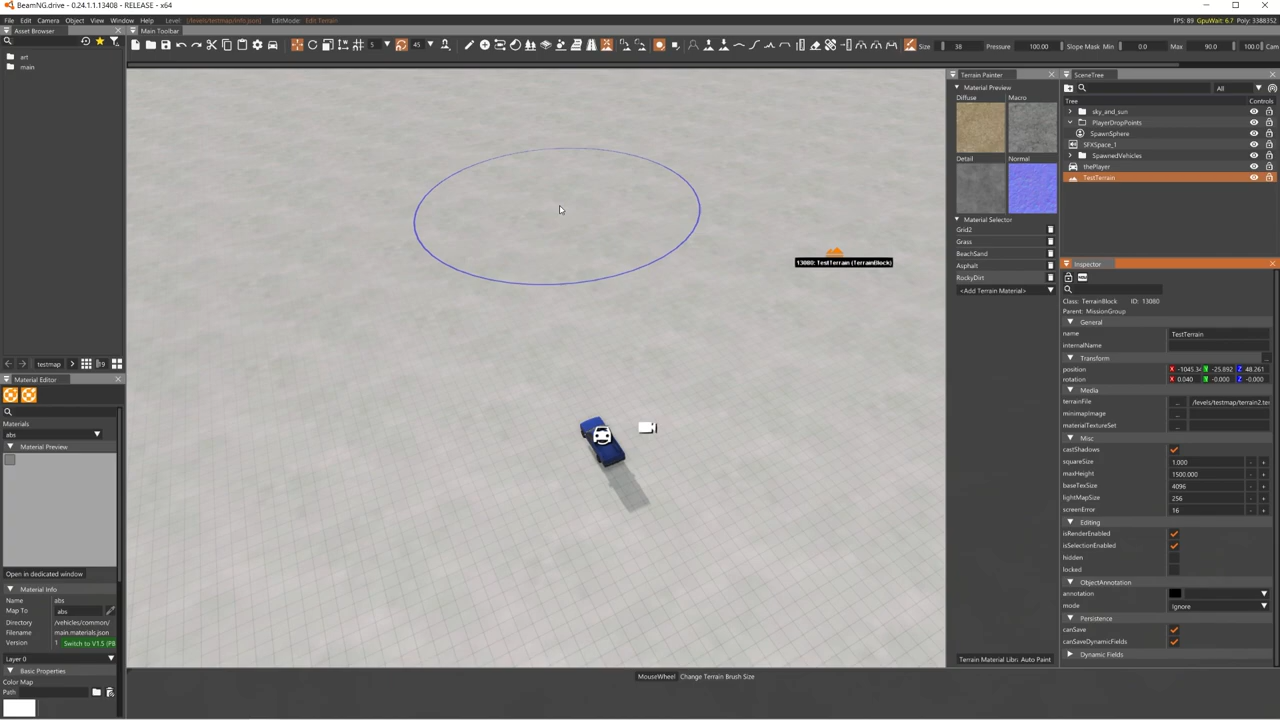 BeamNG.drive - 0.24.1.1.13408 - RELEASE - x64
File Edit Camera Object Window Help Level: [/levels/testmap/info.json] EditMode: Edit Terrain
FPS: 89 GpuWait: 6.7 Poly: 3388352
Asset Browser
Main Toolbar
5
45
Size 38 Pressure 100.00 Slope Mask Min 0.0 Max 90.0 100.0 Cam
art
main
testmap
Material Editor
Materials
abs
Material Preview
Open in dedicated window
Material Info
Name abs
Map To abs
Directory /vehicles/common/
Filename main.materials.json
Version 1 Switch to V1.5 (PB
Layer 0
Basic Properties
Color Map
Path
13080: TestTerrain (TerrainBlock)
MouseWheel Change Terrain Brush Size
Terrain Painter
Material Preview
Diffuse Macro
Detail Normal
Material Selector
Grid2
Grass
BeachSand
Asphalt
RockyDirt
<Add Terrain Material>
Terrain Material Libr Auto Paint
SceneTree
All
Tree Controls
sky_and_sun
PlayerDropPoints
SpawnSphere
SFXSpace_1
SpawnedVehicles
thePlayer
TestTerrain
Inspector
Class: TerrainBlock ID: 13080
Parent: MissionGroup
General
name TestTerrain
internalName
Transform
position X -1045.34 Y -25.892 Z 48.261
rotation X 0.040 Y -0.000 Z -0.000
Media
terrainFile ... /levels/testmap/terrain2.te
minimapImage ...
materialTextureSet ...
Misc
castShadows
squareSize 1.000 - +
maxHeight 1500.000 - +
baseTexSize 4096 - +
lightMapSize 256 - +
screenError 16 - +
Editing
isRenderEnabled
isSelectionEnabled
hidden
locked
ObjectAnnotation
annotation
mode Ignore
Persistence
canSave
canSaveDynamicFields
Dynamic Fields